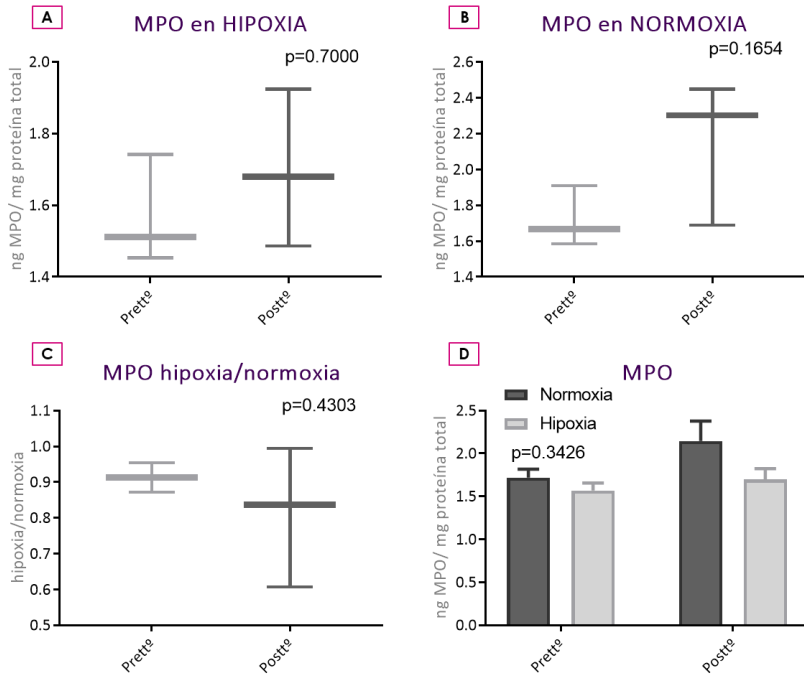 A
MPO en HIPOXIA
p=0.7000
ng MPO/ mg proteína total
2.0
1.8
1.6
1.4
Prettº
Posttº
B
MPO en NORMOXIA
p=0.1654
ng MPO/ mg proteína total
2.6
2.4
2.2
2.0
1.8
1.6
1.4
Prettº
Posttº
C
MPO hipoxia/normoxia
p=0.4303
hipoxia/normoxia
1.1
1.0
0.9
0.8
0.7
0.6
0.5
Prettº
Posttº
D
MPO
Normoxia
Hipoxia
p=0.3426
ng MPO/ mg proteína total
2.5
2.0
1.5
1.0
0.5
0.0
Prettº
Posttº